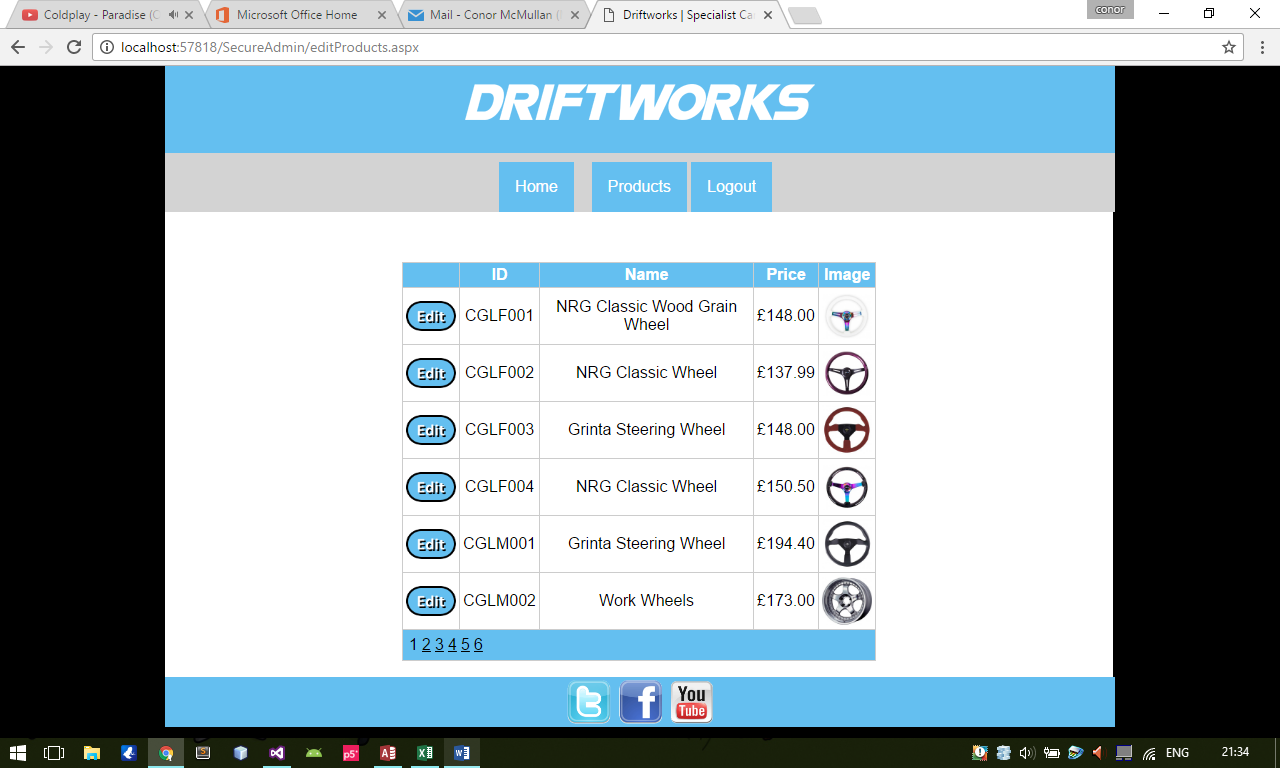 Coldplay - Paradise (
Microsoft Office Home
Mail - Conor McMullan (
Driftworks | Specialist Ca
conor
localhost:57818/SecureAdmin/editProducts.aspx
DRIFTWORKS
Home Products Logout
ID Name Price Image
Edit CGLF001 NRG Classic Wood Grain Wheel £148.00
Edit CGLF002 NRG Classic Wheel £137.99
Edit CGLF003 Grinta Steering Wheel £148.00
Edit CGLF004 NRG Classic Wheel £150.50
Edit CGLM001 Grinta Steering Wheel £194.40
Edit CGLM002 Work Wheels £173.00
1 2 3 4 5 6
You
Tube
p5*
ENG
21:34